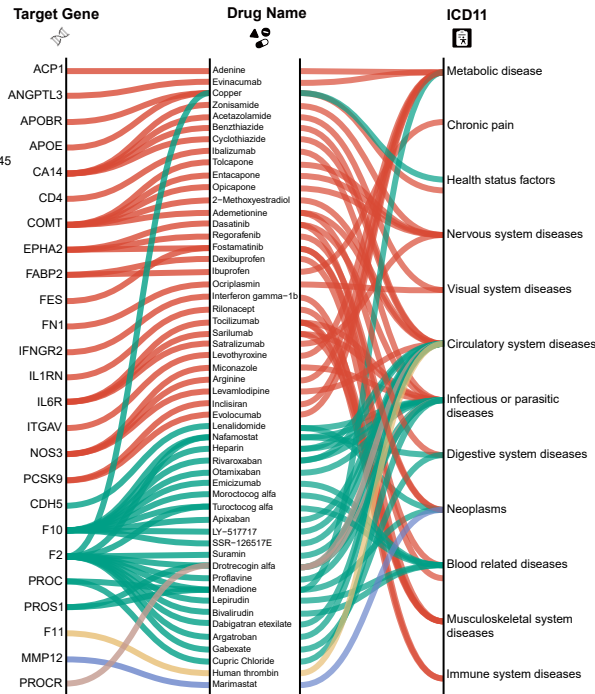 Target Gene
Drug Name
ICD11
45
ACP1
ANGPTL3
APOBR
APOE
CA14
CD4
COMT
EPHA2
FABP2
FES
FN1
IFNGR2
IL1RN
IL6R
ITGAV
NOS3
PCSK9
CDH5
F10
F2
PROC
PROS1
F11
MMP12
PROCR
Adenine
Evinacumab
Copper
Zonisamide
Acetazolamide
Benzthiazide
Cyclothiazide
Ibalizumab
Tolcapone
Entacapone
Opicapone
2−Methoxyestradiol
Ademetionine
Dasatinib
Regorafenib
Fostamatinib
Dexibuprofen
Ibuprofen
Ocriplasmin
Interferon gamma−1b
Rilonacept
Tocilizumab
Sarilumab
Satralizumab
Levothyroxine
Miconazole
Arginine
Levamlodipine
Inclisiran
Evolocumab
Lenalidomide
Nafamostat
Heparin
Rivaroxaban
Otamixaban
Emicizumab
Moroctocog alfa
Turoctocog alfa
Apixaban
LY−517717
SSR−126517E
Suramin
Drotrecogin alfa
Proflavine
Menadione
Lepirudin
Bivalirudin
Dabigatran etexilate
Argatroban
Gabexate
Cupric Chloride
Human thrombin
Marimastat
Metabolic disease
Chronic pain
Health status factors
Nervous system diseases
Visual system diseases
Circulatory system diseases
Infectious or parasitic
diseases
Digestive system diseases
Neoplasms
Blood related diseases
Musculoskeletal system
diseases
Immune system diseases